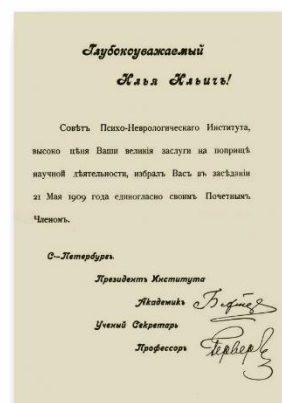 Глубокоуважаемый
Илья Ильичъ!
Совѣтъ Психо-Неврологическаго Института,
высоко цѣня Ваши великія заслуги на поприщѣ
научной дѣятельности, избралъ Васъ въ засѣданіи
21 Мая 1909 года единогласно своимъ Почетнымъ
Членомъ.
С—Петербургъ
Президентъ Института
Академикъ
Ученый Секретарь
Профессоръ Герверъ